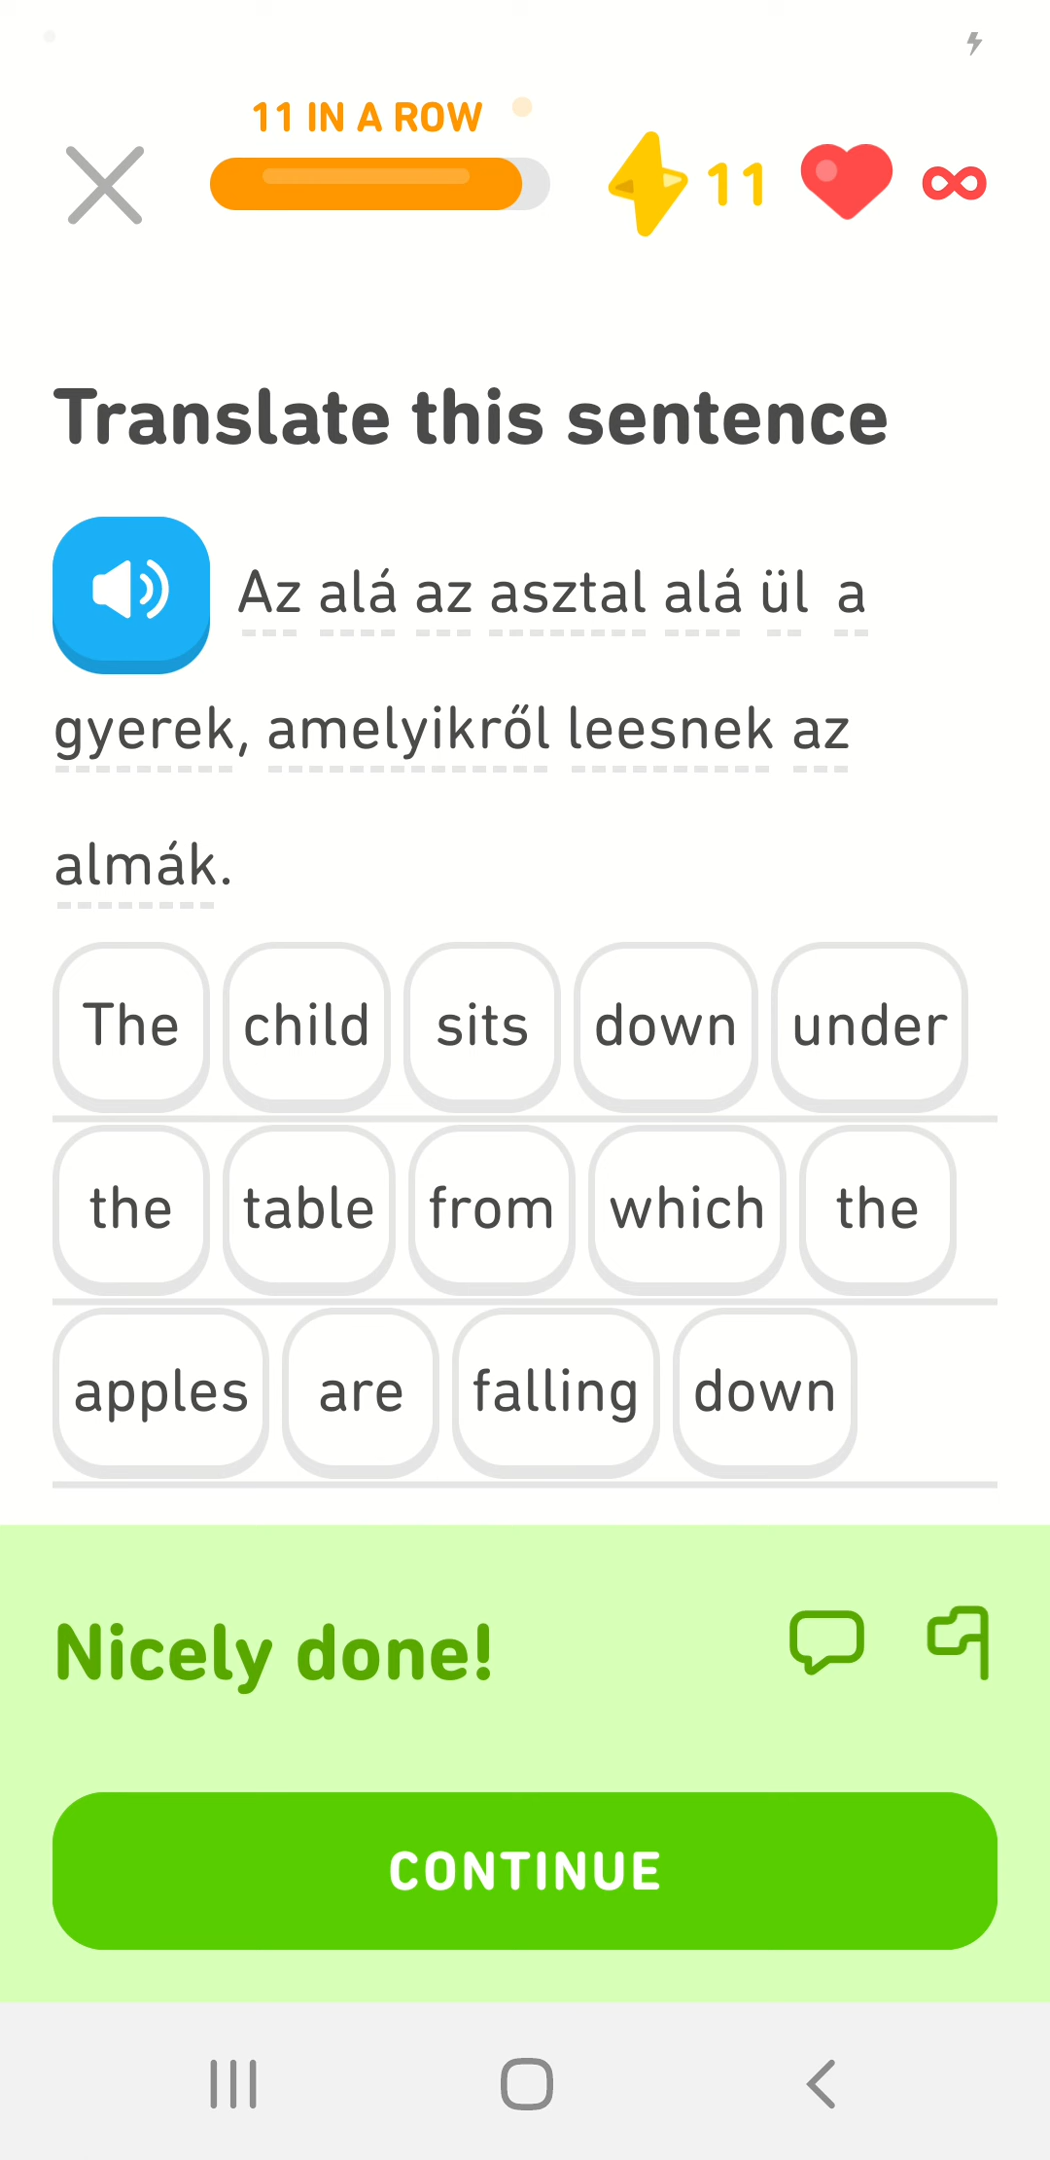 11 IN A ROW
11
Translate this sentence
Az alá az asztal alá ül a
gyerek, amelyikről leesnek az
almák.
The child sits down under
the table from which the
apples are falling down
Nicely done!
CONTINUE